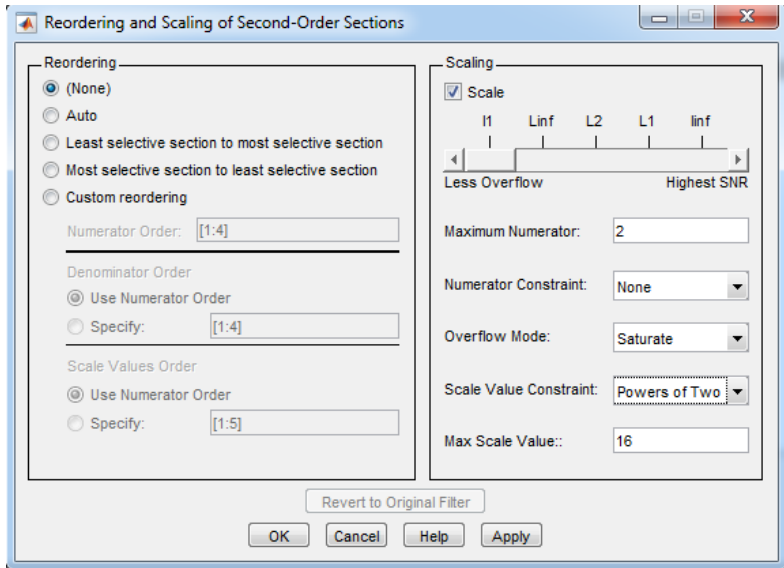 Reordering and Scaling of Second-Order Sections
Reordering
(None)
Auto
Least selective section to most selective section
Most selective section to least selective section
Custom reordering
Numerator Order: [1:4]
Denominator Order
Use Numerator Order
Specify: [1:4]
Scale Values Order
Use Numerator Order
Specify: [1:5]
Scaling
Scale
l1 Linf L2 L1 linf
Less Overflow Highest SNR
Maximum Numerator: 2
Numerator Constraint: None
Overflow Mode: Saturate
Scale Value Constraint: Powers of Two
Max Scale Value:: 16
Revert to Original Filter
OK Cancel Help Apply